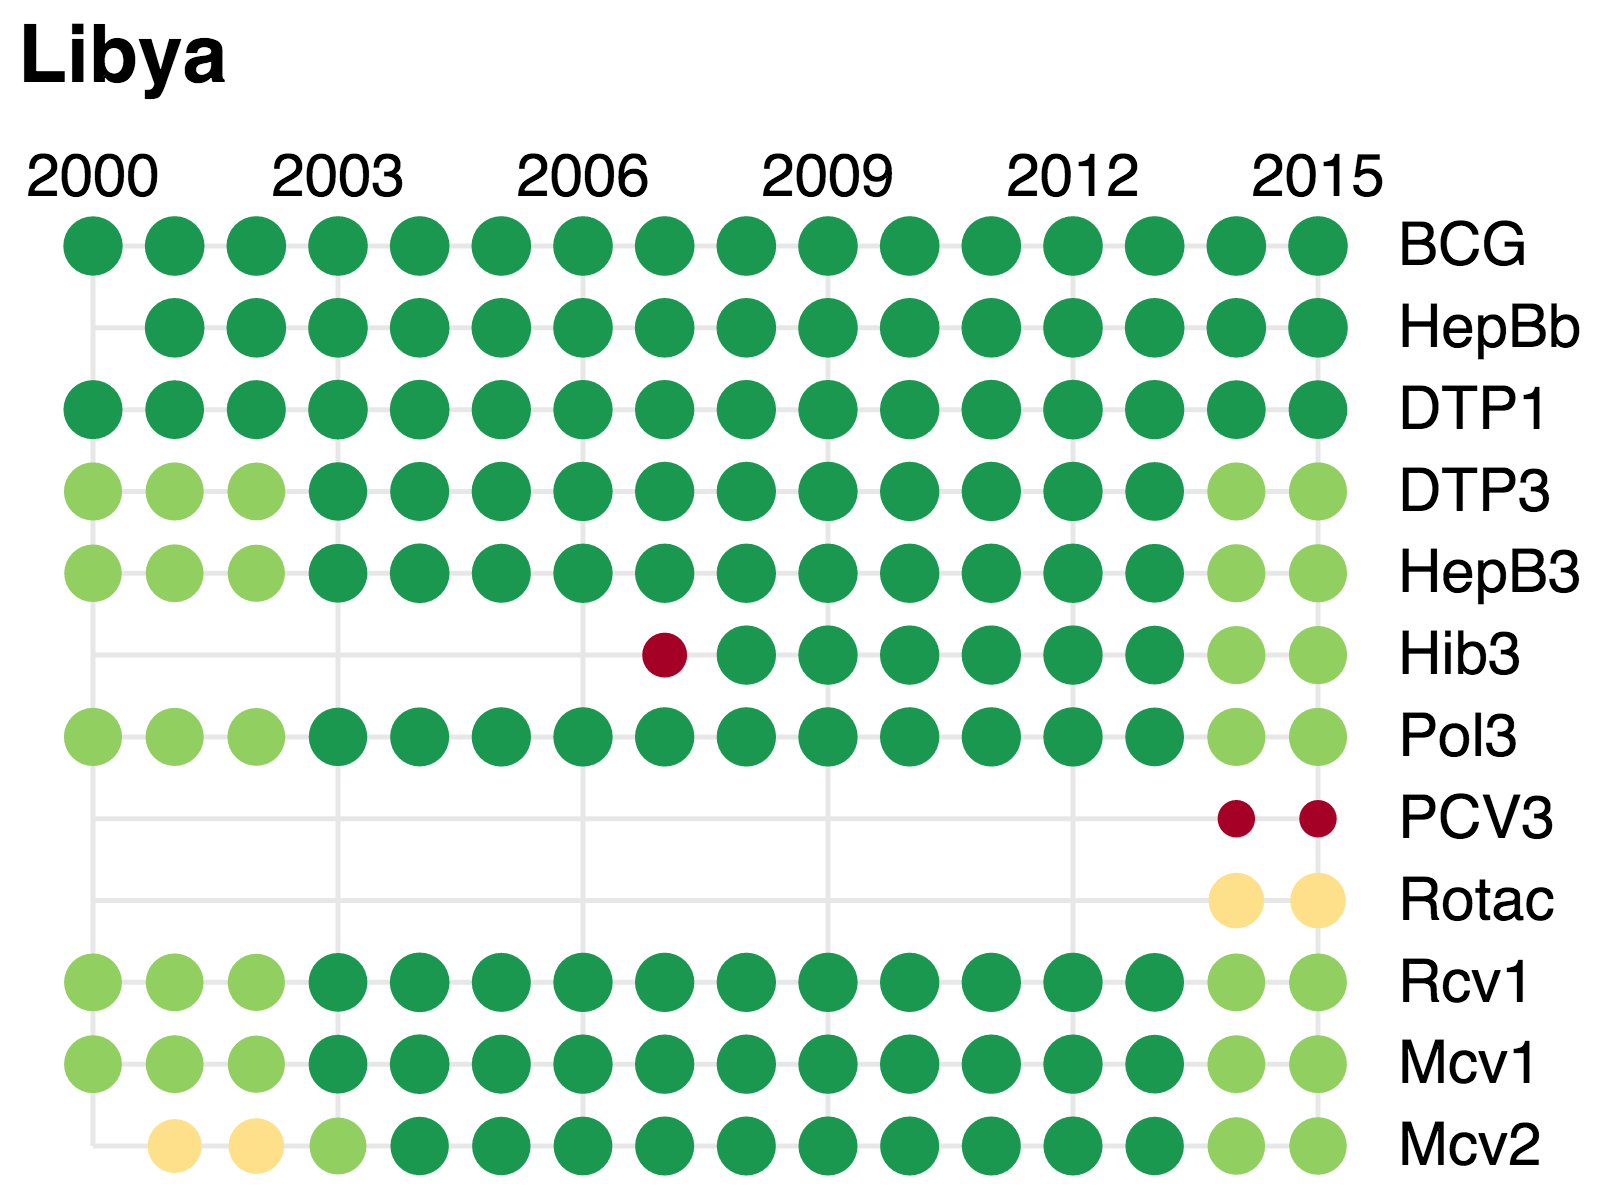 Libya
2000 2003 2006 2009 2012 2015
BCG
HepBb
DTP1
DTP3
HepB3
Hib3
Pol3
PCV3
Rotac
Rcv1
Mcv1
Mcv2